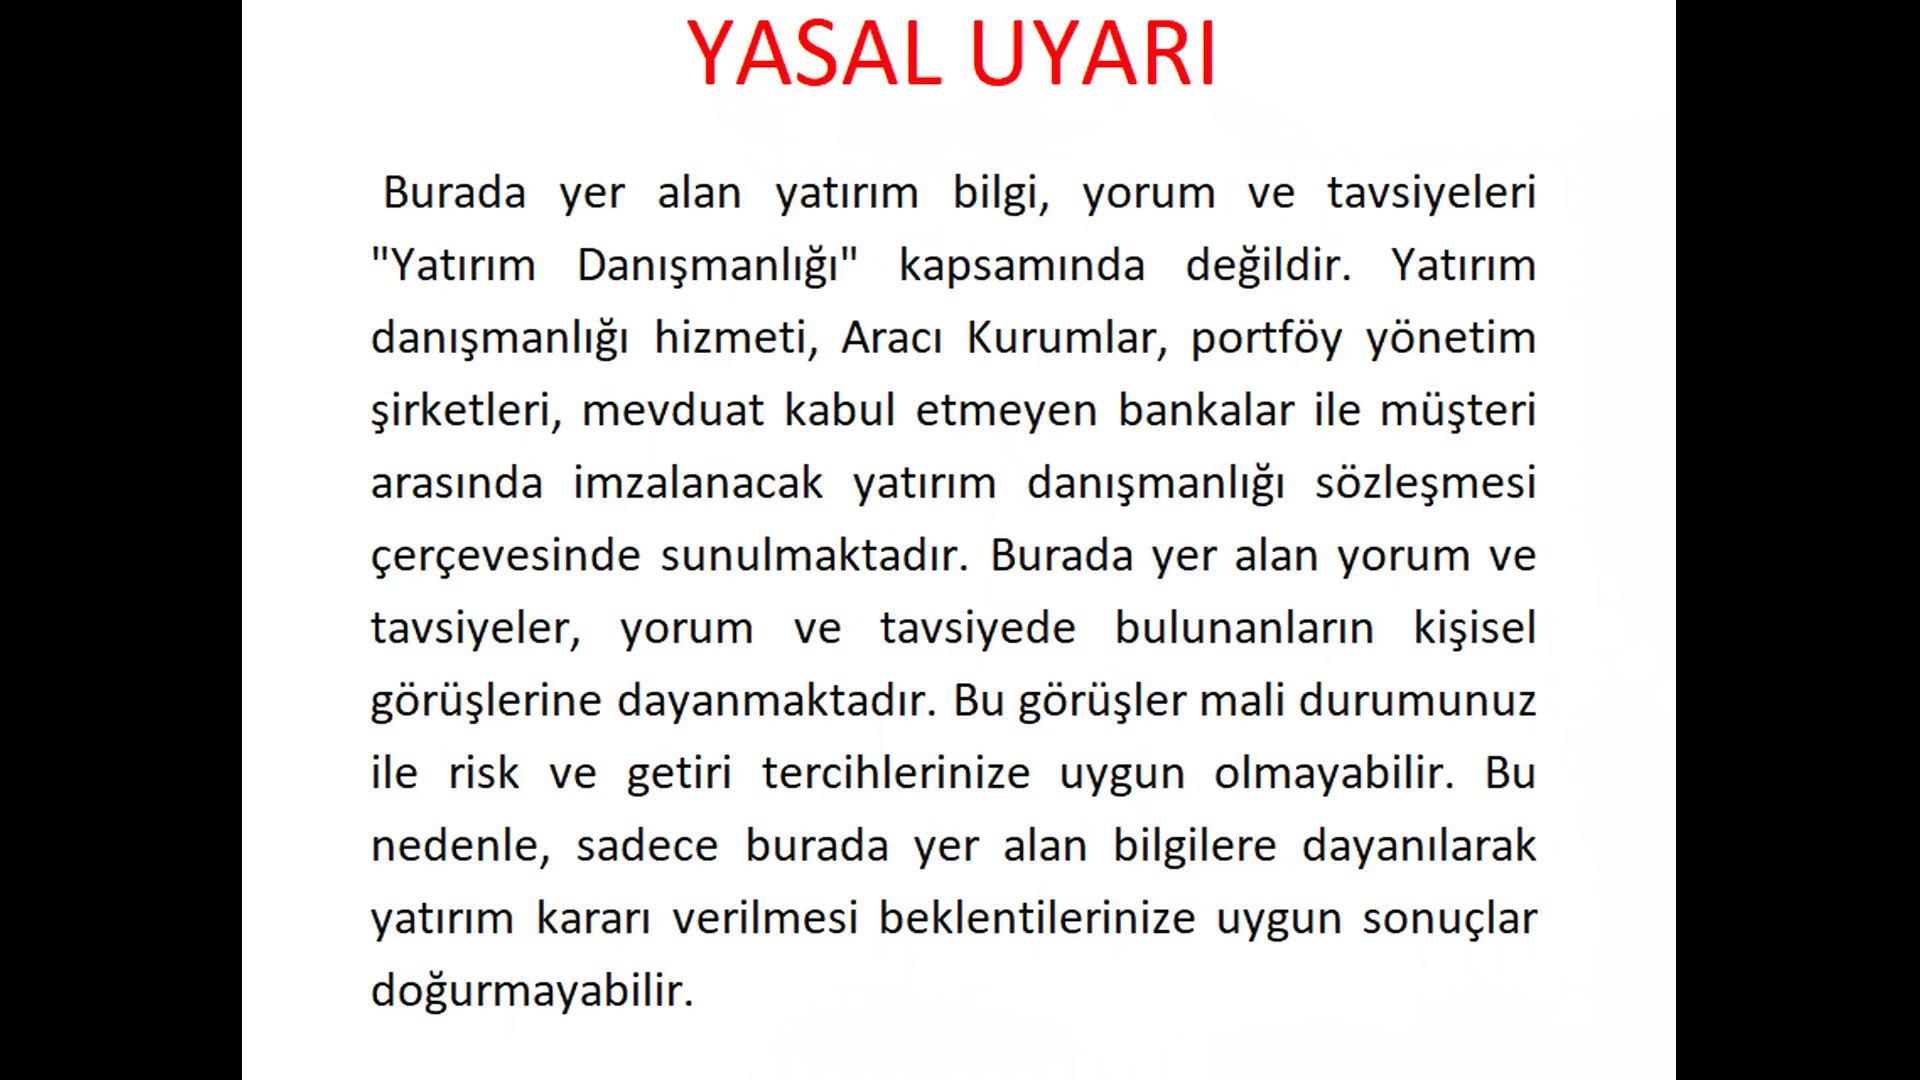 YASAL UYARI
Burada yer alan yatırım bilgi, yorum ve tavsiyeleri
"Yatırım Danışmanlığı" kapsamında değildir. Yatırım
danışmanlığı hizmeti, Aracı Kurumlar, portföy yönetim
şirketleri, mevduat kabul etmeyen bankalar ile müşteri
arasında imzalanacak yatırım danışmanlığı sözleşmesi
çerçevesinde sunulmaktadır. Burada yer alan yorum ve
tavsiyeler, yorum ve tavsiyede bulunanların kişisel
görüşlerine dayanmaktadır. Bu görüşler mali durumunuz
ile risk ve getiri tercihlerinize uygun olmayabilir. Bu
nedenle, sadece burada yer alan bilgilere dayanılarak
yatırım kararı verilmesi beklentilerinize uygun sonuçlar
doğurmayabilir.